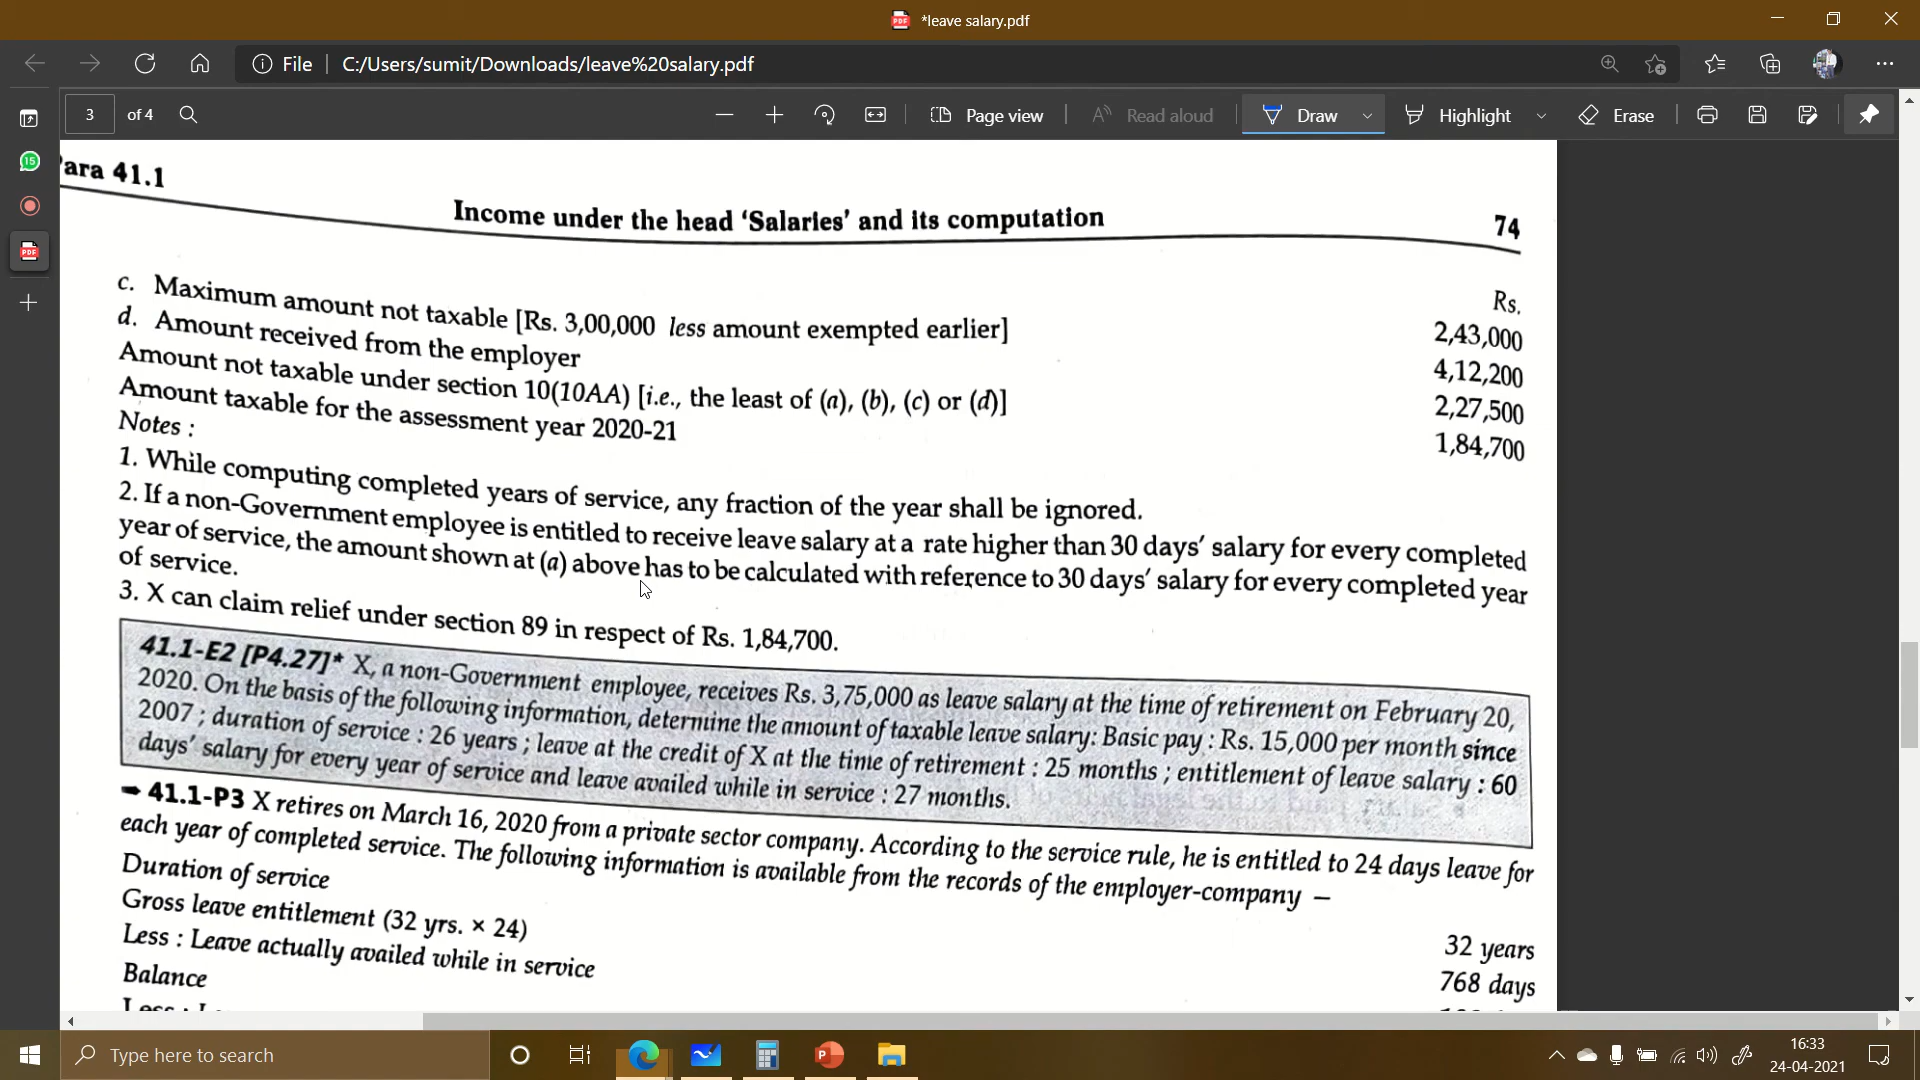 *leave salary.pdf
File
C:/Users/sumit/Downloads/leave%20salary.pdf
3 of 4
Page view
Read aloud
Draw
Highlight
Erase
15
Para 41.1
Income under the head ‘Salaries’ and its computation
74
Rs.
c. Maximum amount not taxable [Rs. 3,00,000 less amount exempted earlier] 2,43,000
d. Amount received from the employer 4,12,200
Amount not taxable under section 10(10AA) [i.e., the least of (a), (b), (c) or (d)] 2,27,500
Amount taxable for the assessment year 2020-21 1,84,700
Notes :
1. While computing completed years of service, any fraction of the year shall be ignored.
2. If a non-Government employee is entitled to receive leave salary at a rate higher than 30 days’ salary for every completed
year of service, the amount shown at (a) above has to be calculated with reference to 30 days’ salary for every completed year
of service.
3. X can claim relief under section 89 in respect of Rs. 1,84,700.
41.1-E2 [P4.27]* X, a non-Government employee, receives Rs. 3,75,000 as leave salary at the time of retirement on February 20,
2020. On the basis of the following information, determine the amount of taxable leave salary: Basic pay : Rs. 15,000 per month since
2007 ; duration of service : 26 years ; leave at the credit of X at the time of retirement : 25 months ; entitlement of leave salary : 60
days’ salary for every year of service and leave availed while in service : 27 months.
➡ 41.1-P3 X retires on March 16, 2020 from a private sector company. According to the service rule, he is entitled to 24 days leave for
each year of completed service. The following information is available from the records of the employer-company —
Duration of service 32 years
Gross leave entitlement (32 yrs. × 24) 768 days
Less : Leave actually availed while in service
Balance
Type here to search
16:33
24-04-2021